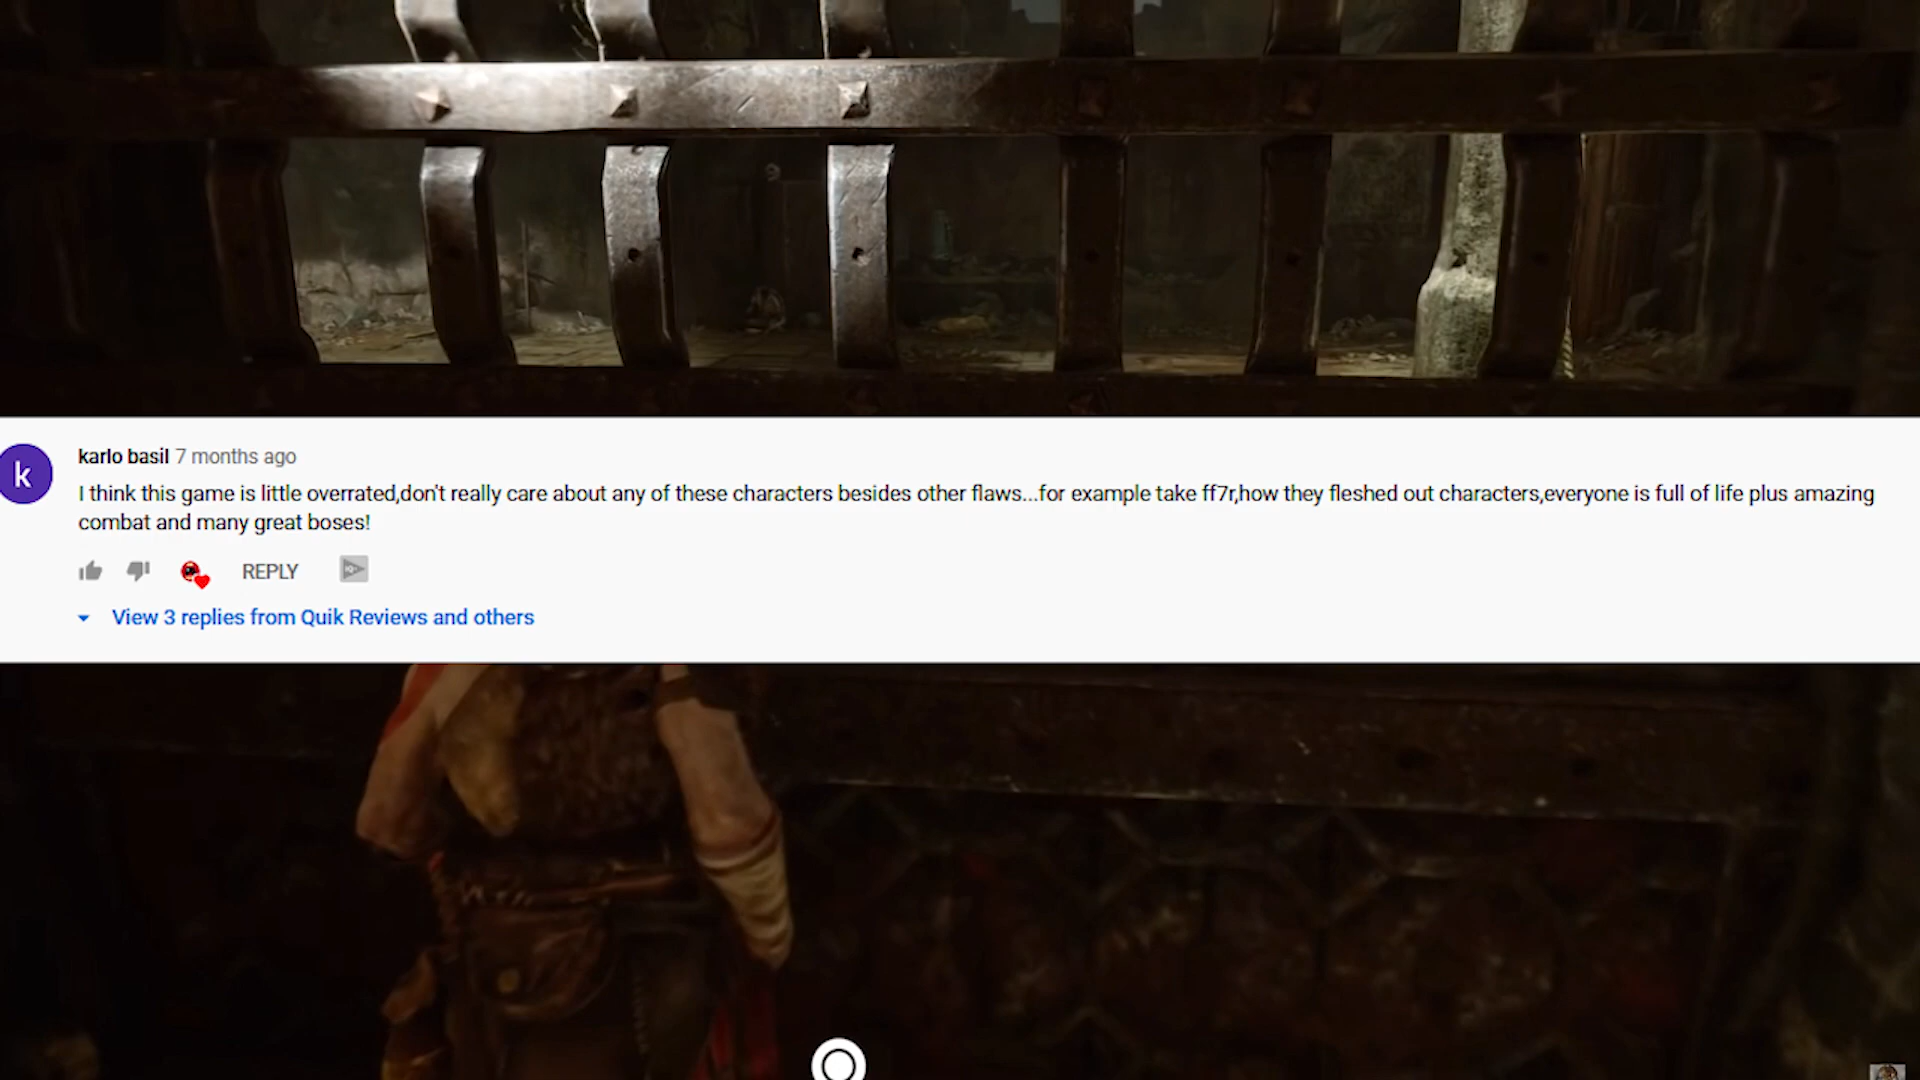 k
karlo basil 7 months ago
I think this game is little overrated,don't really care about any of these characters besides other flaws...for example take ff7r,how they fleshed out characters,everyone is full of life plus amazing
combat and many great boses!
REPLY
View 3 replies from Quik Reviews and others